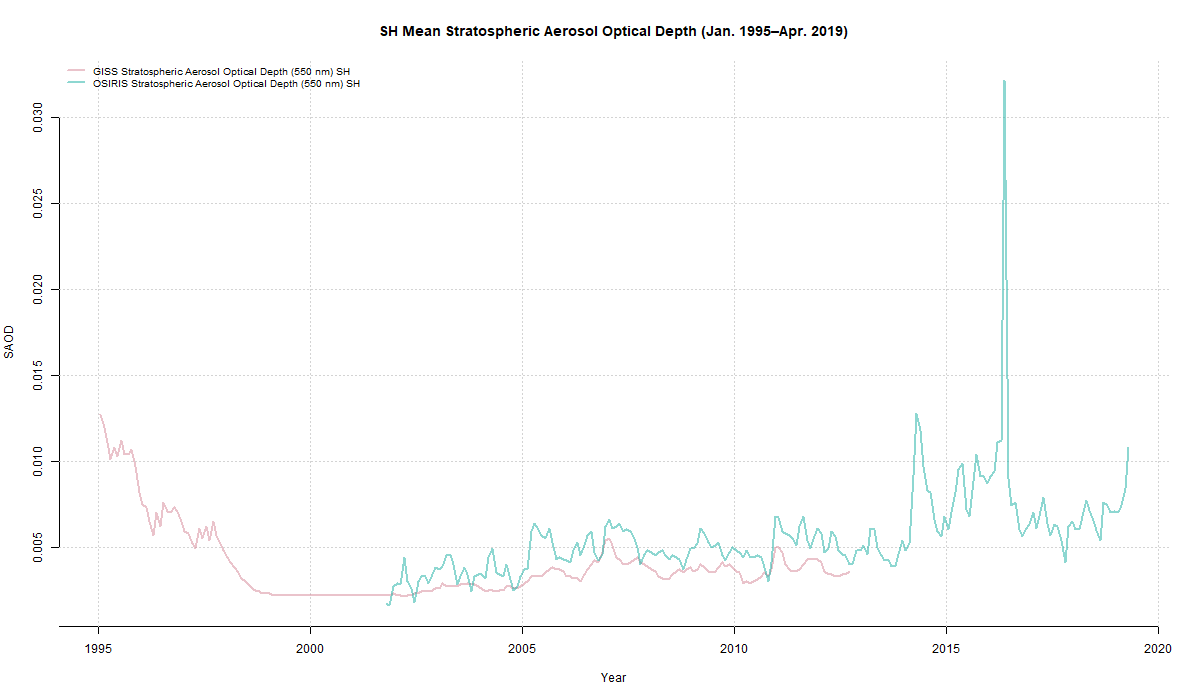 SH Mean Stratospheric Aerosol Optical Depth (Jan. 1995–Apr. 2019)
GISS Stratospheric Aerosol Optical Depth (550 nm) SH
OSIRIS Stratospheric Aerosol Optical Depth (550 nm) SH
0.030
0.025
0.020
0.015
0.010
0.005
SAOD
1995 2000 2005 2010 2015 2020
Year